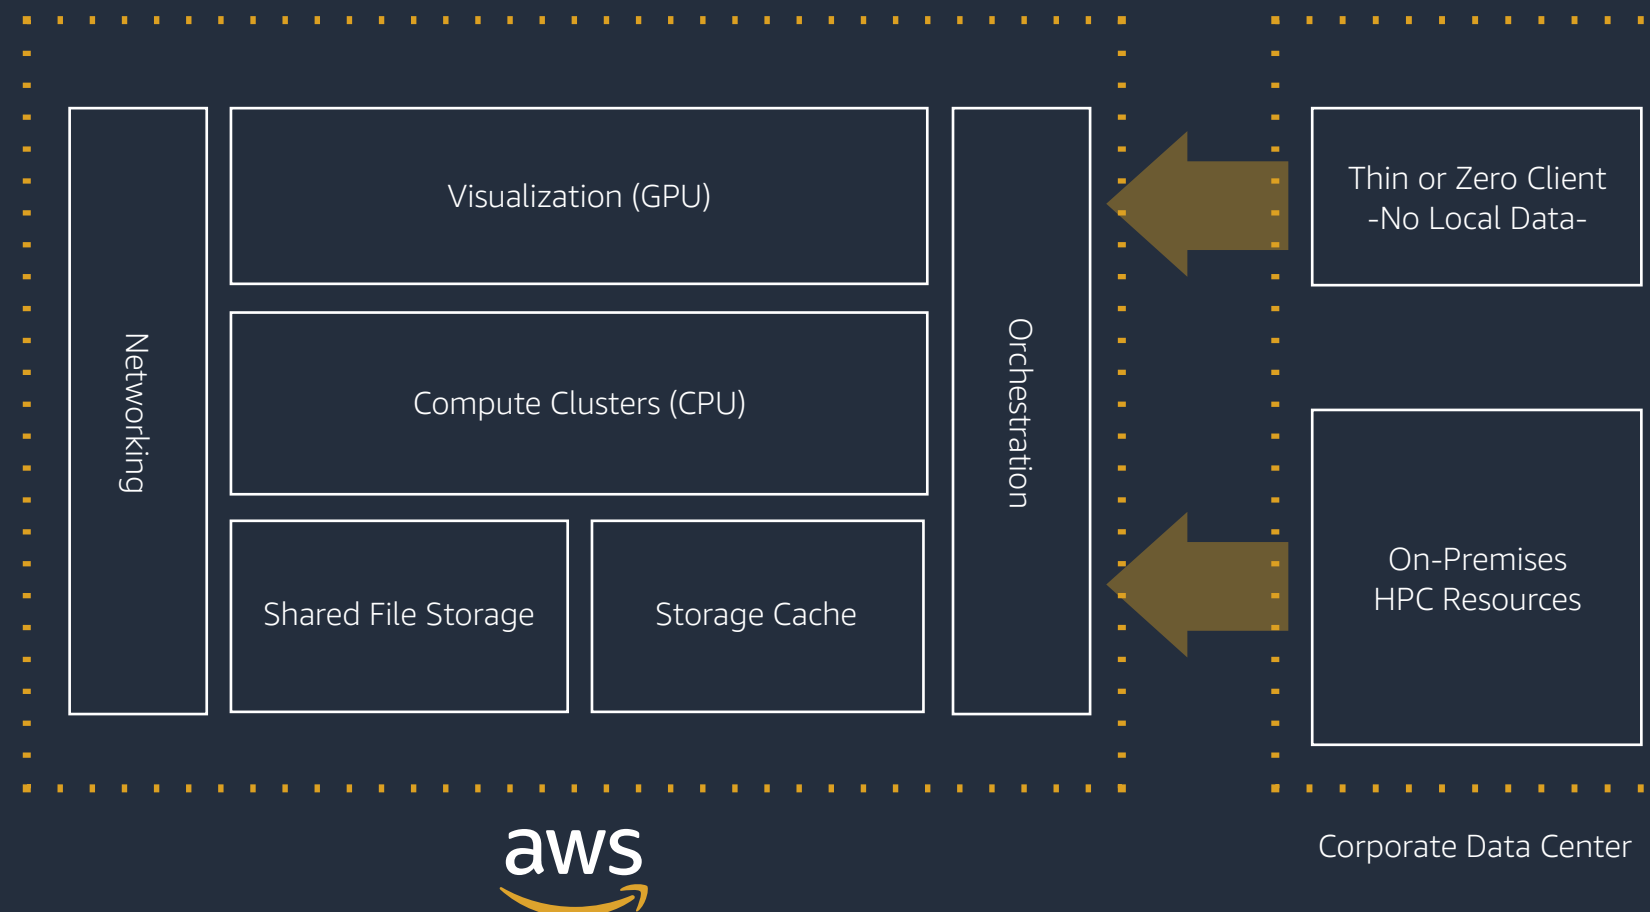 Networking
Visualization (GPU)
Compute Clusters (CPU)
Shared File Storage
Storage Cache
Orchestration
Thin or Zero Client
-No Local Data-
On-Premises
HPC Resources
aws
Corporate Data Center